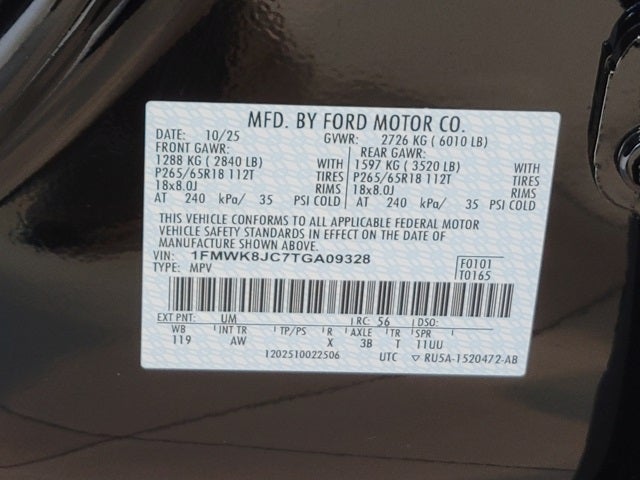 MFD. BY FORD MOTOR CO.
DATE: 10/25 GVWR: 2726 KG ( 6010 LB)
FRONT GAWR: REAR GAWR:
1288 KG ( 2840 LB) WITH 1597 KG ( 3520 LB) WITH
P265/65R18 112T TIRES P265/65R18 112T TIRES
18x8.0J RIMS 18x8.0J RIMS
AT 240 kPa/ 35 PSI COLD AT 240 kPa/ 35 PSI COLD
THIS VEHICLE CONFORMS TO ALL APPLICABLE FEDERAL MOTOR
VEHICLE SAFETY STANDARDS IN EFFECT ON THE DATE OF
MANUFACTURE SHOWN ABOVE.
VIN: 1FMWK8JC7TGA09328 F0101
TYPE: MPV T0165
EXT PNT: UM RC: 56 DSO:
WB INT TR TP/PS R AXLE TR SPR
119 AW X 3B T 11UU
1202510022506 UTC ▽ RU5A-1520472-AB